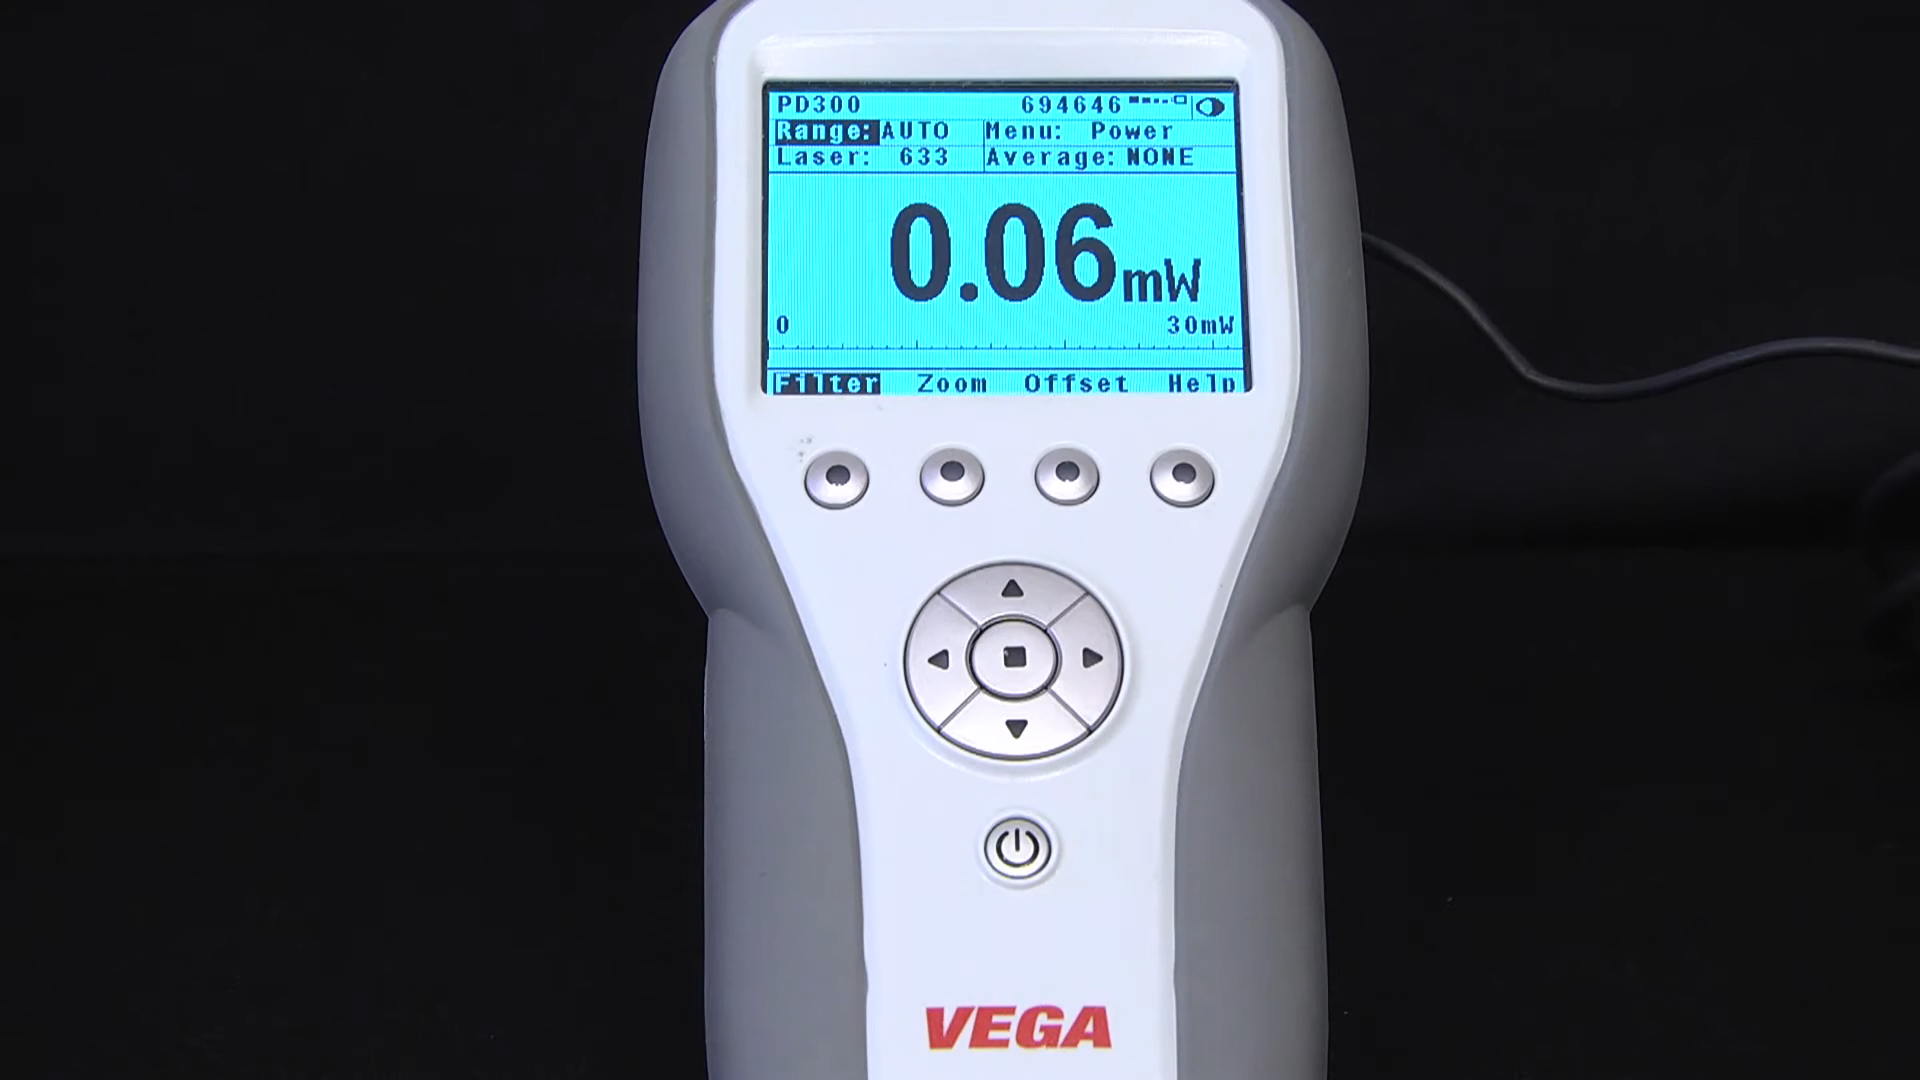 PD300 694646
Range: AUTO Menu: Power
Laser: 633 Average: NONE
0.06mW
0 30mW
Filter Zoom Offset Help
VEGA